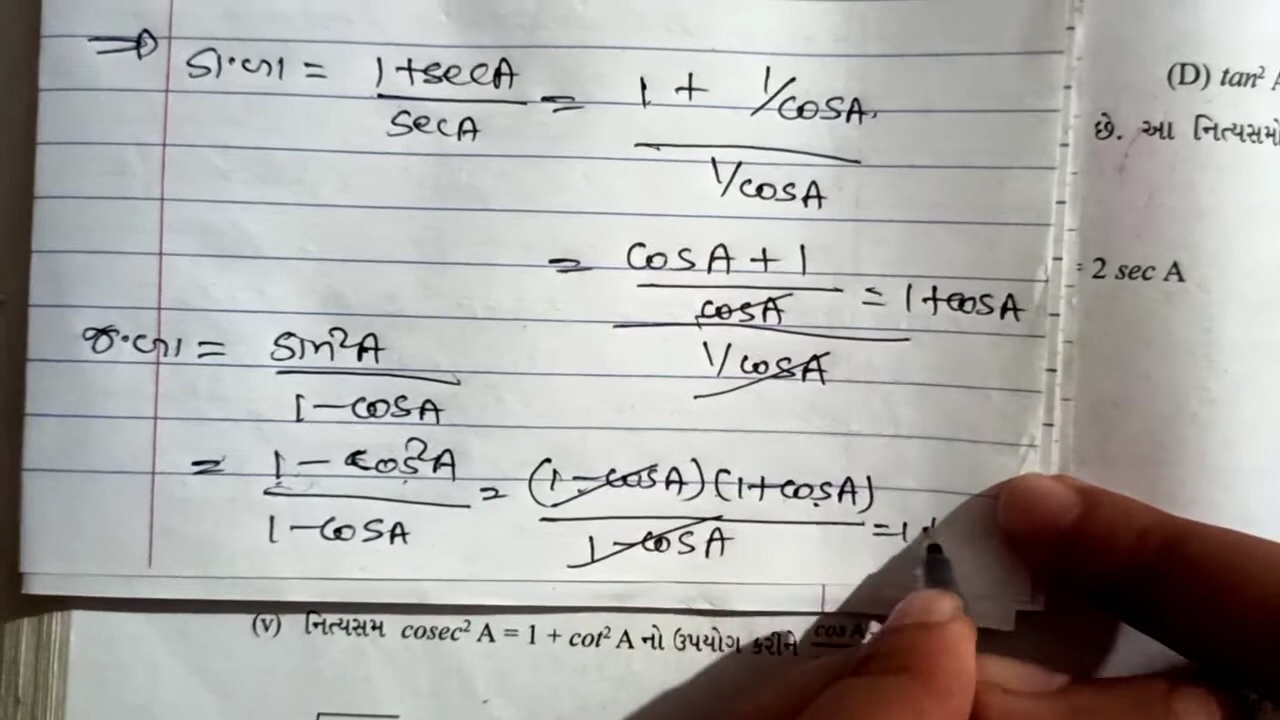 ⇒ ડા.બા = 1+secA / secA = 1 + 1/cosA / 1/cosA
= cosA + 1 / cosA / 1/cosA = 1+cosA
જ.બા = sin²A / 1-cosA
= 1 - cos²A / 1-cosA = (1-cosA)(1+cosA) / 1-cosA = 1+
(v) નિત્યસમ cosec² A = 1 + cot² A નો ઉપયોગ કરીને cos A
(D) tan²
છે. આ નિત્યસમો
= 2 sec A